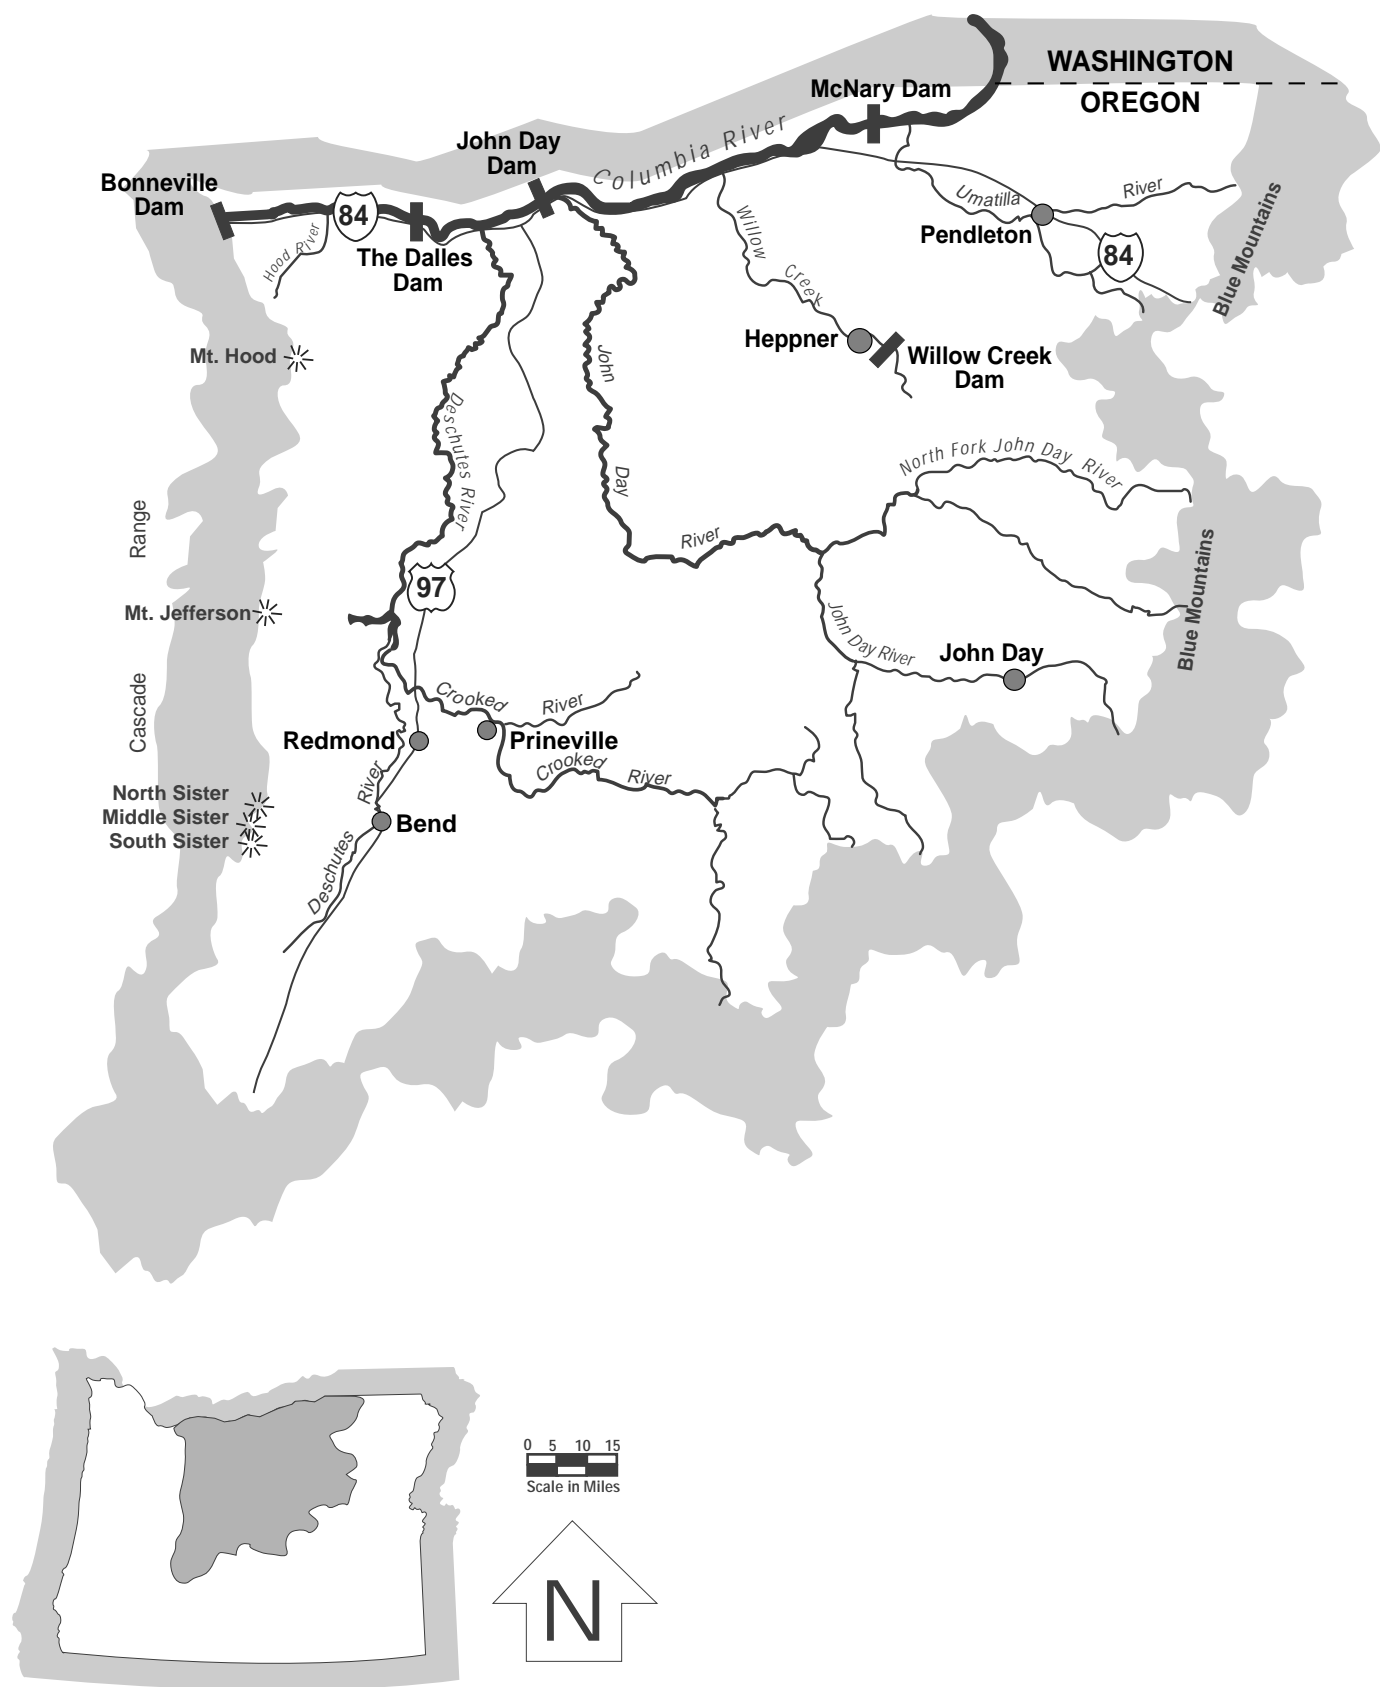 WASHINGTON
OREGON
McNary Dam
Columbia River
John Day
Dam
Bonneville
Dam
84
The Dalles
Dam
Hood River
Umatilla
River
Pendleton
84
Blue Mountains
Willow
Creek
Heppner
Willow Creek
Dam
Mt. Hood
John
Day
River
Deschutes River
North Fork John Day River
Range
Cascade
97
Blue Mountains
Mt. Jefferson
John Day River
John Day
Crooked
River
Redmond
Prineville
Crooked
River
North Sister
Middle Sister
South Sister
River
Deschutes
Bend
0 5 10 15
Scale in Miles
N